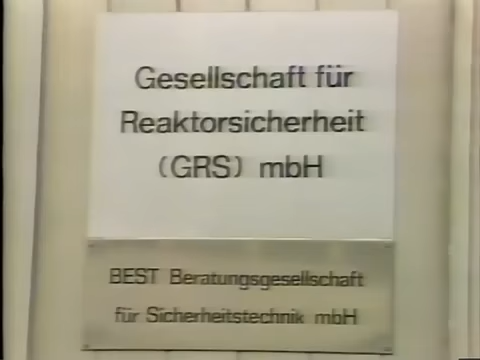 Gesellschaft für
Reaktorsicherheit
(GRS) mbH
BEST Beratungsgesellschaft
für Sicherheitstechnik mbH